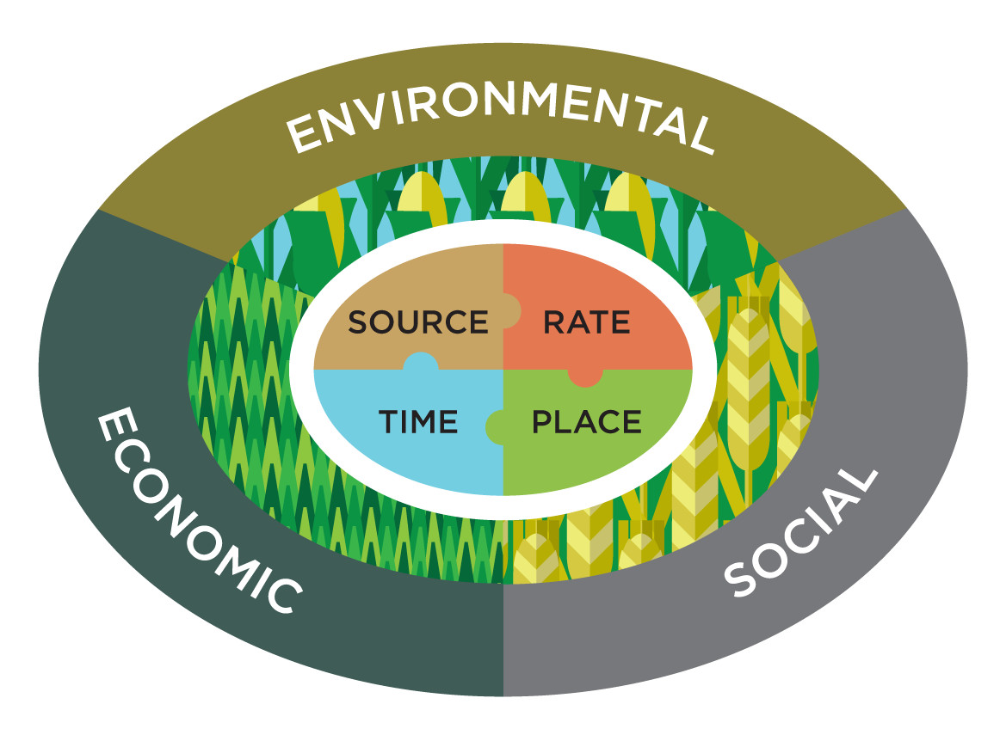 ENVIRONMENTAL
SOURCE
RATE
TIME
PLACE
ECONOMIC
SOCIAL